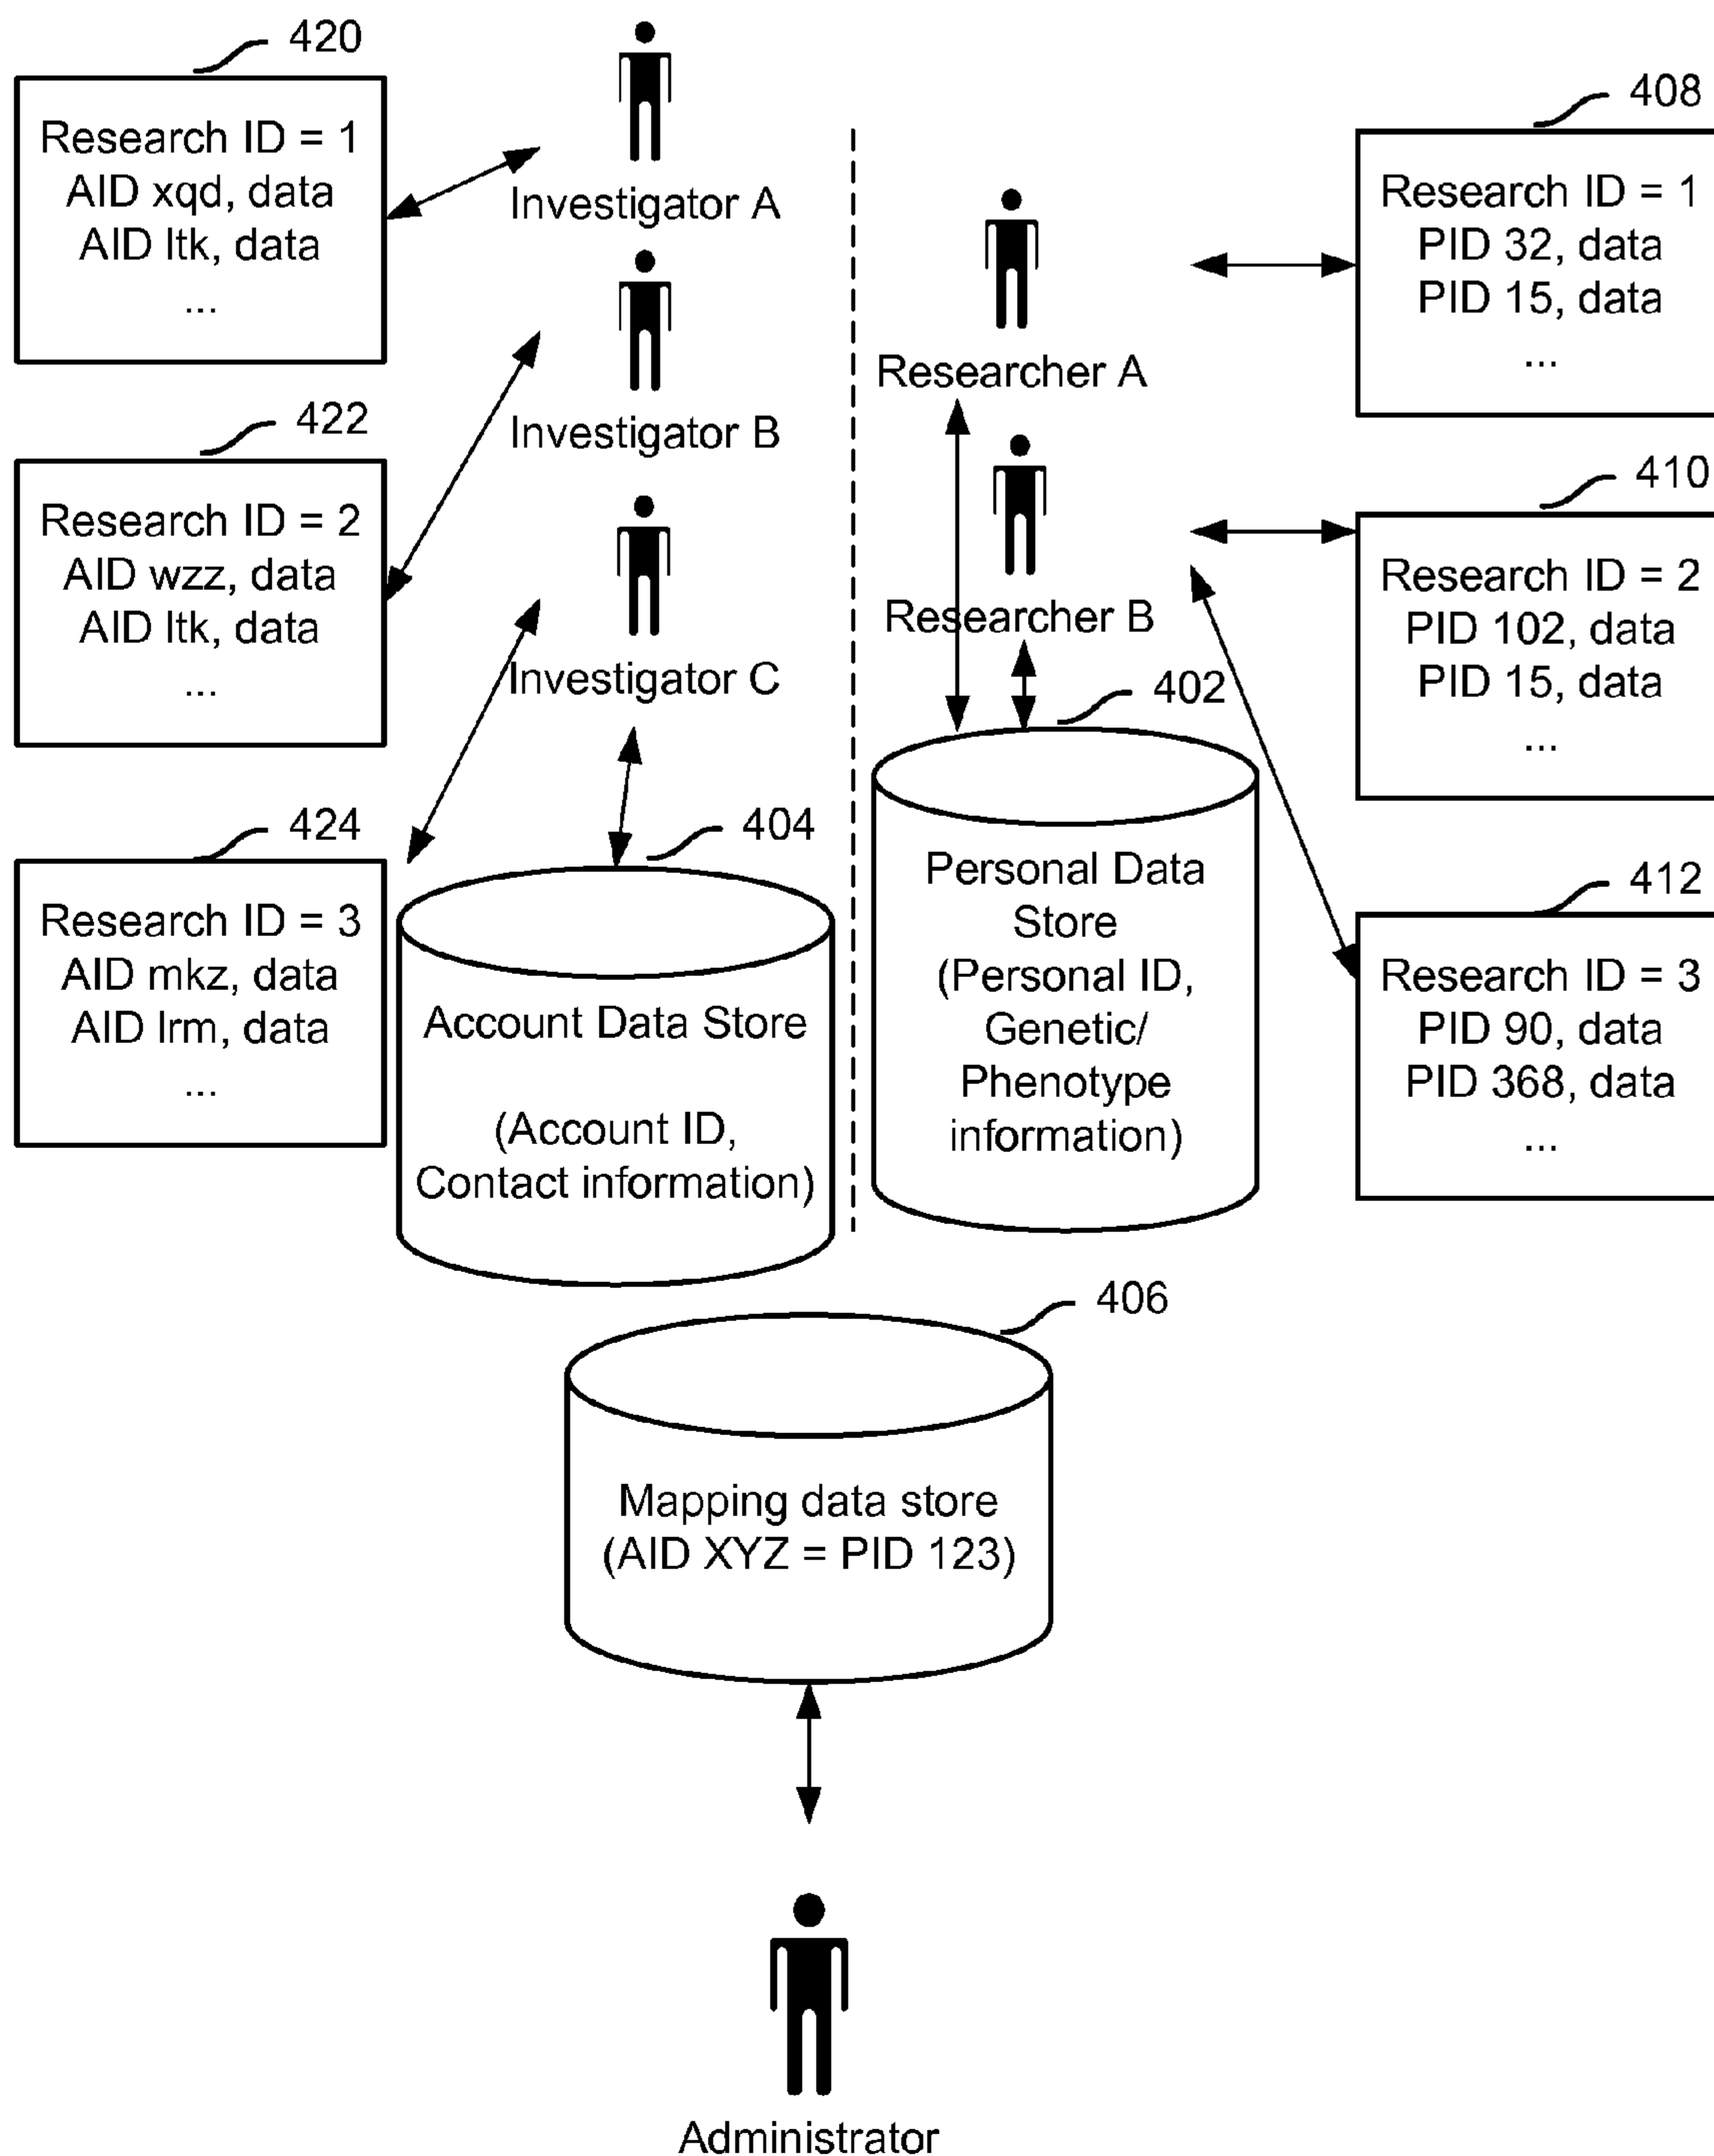 420
Research ID = 1
AID xqd, data
AID ltk, data
...
422
Research ID = 2
AID wzz, data
AID ltk, data
...
424
Research ID = 3
AID mkz, data
AID lrm, data
...
Investigator A
Investigator B
Investigator C
404
Account Data Store
(Account ID,
Contact information)
Researcher A
Researcher B
402
Personal Data
Store
(Personal ID,
Genetic/
Phenotype
information)
408
Research ID = 1
PID 32, data
PID 15, data
...
410
Research ID = 2
PID 102, data
PID 15, data
...
412
Research ID = 3
PID 90, data
PID 368, data
...
406
Mapping data store
(AID XYZ = PID 123)
Administrator